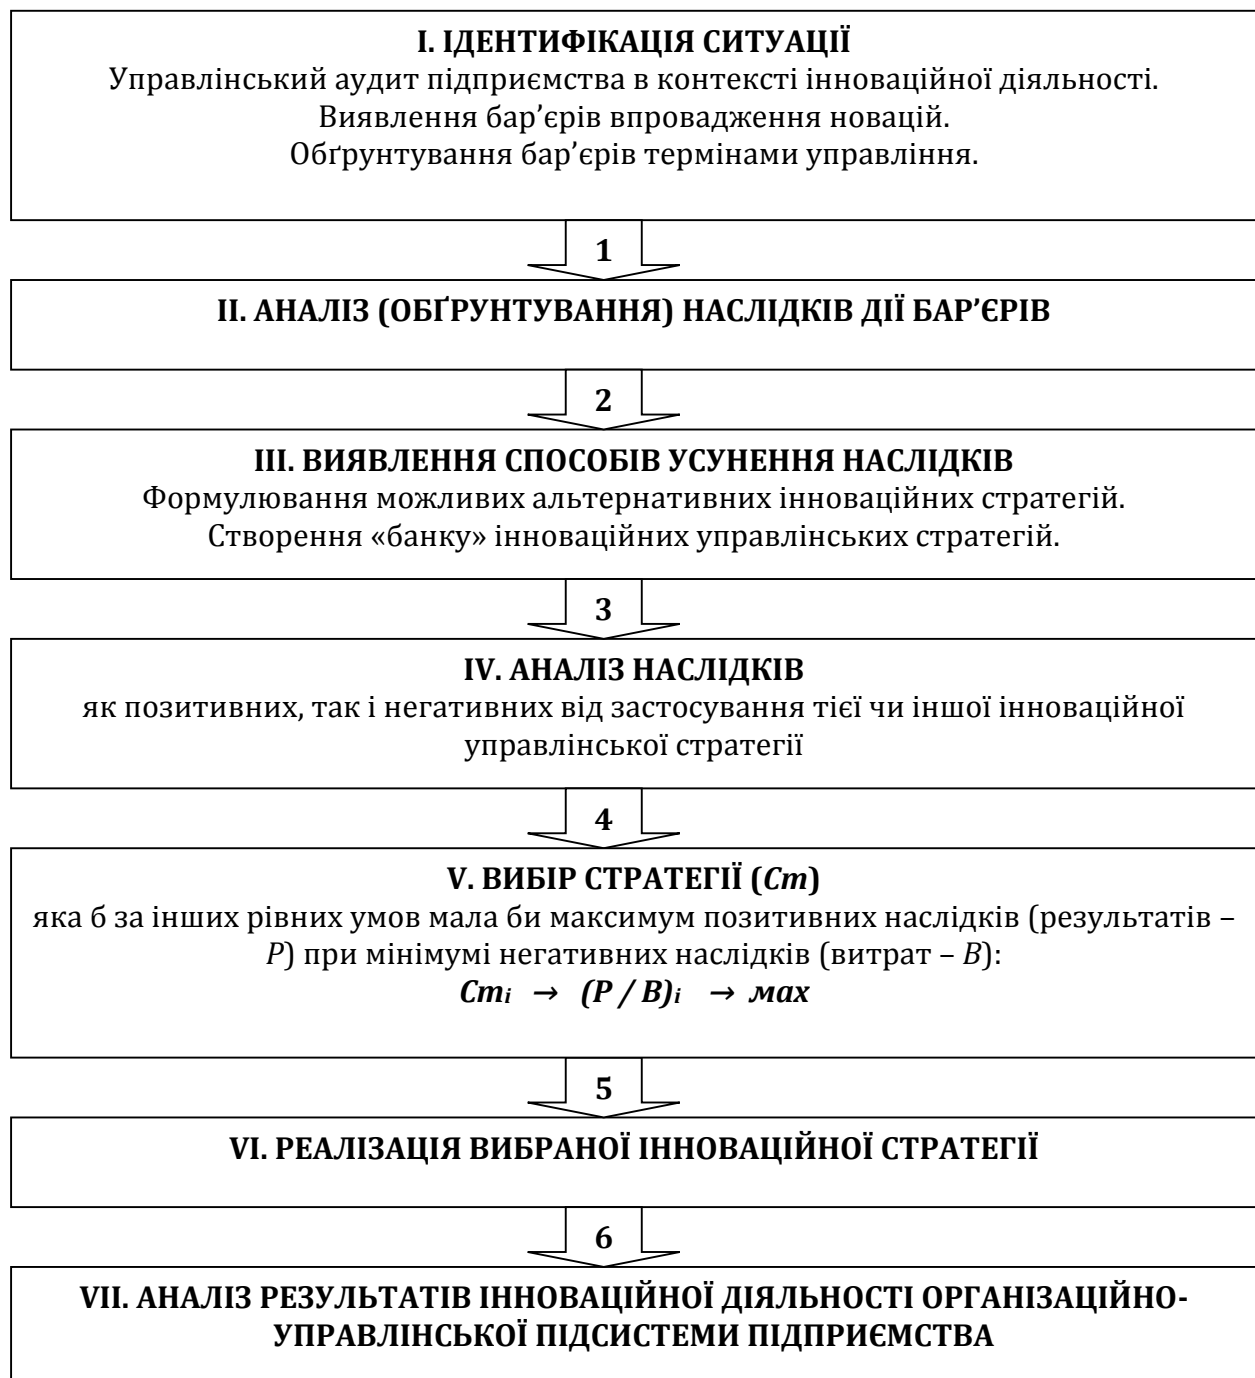 I. ІДЕНТИФІКАЦІЯ СИТУАЦІЇ
Управлінський аудит підприємства в контексті інноваційної діяльності.
Виявлення бар’єрів впровадження новацій.
Обґрунтування бар’єрів термінами управління.
1
II. АНАЛІЗ (ОБҐРУНТУВАННЯ) НАСЛІДКІВ ДІЇ БАР’ЄРІВ
2
III. ВИЯВЛЕННЯ СПОСОБІВ УСУНЕННЯ НАСЛІДКІВ
Формулювання можливих альтернативних інноваційних стратегій.
Створення «банку» інноваційних управлінських стратегій.
3
IV. АНАЛІЗ НАСЛІДКІВ
як позитивних, так і негативних від застосування тієї чи іншої інноваційної
управлінської стратегії
4
V. ВИБІР СТРАТЕГІЇ (Ст)
яка б за інших рівних умов мала би максимум позитивних наслідків (результатів –
Р) при мінімумі негативних наслідків (витрат – В):
Стi → (Р / В)i → мах
5
VI. РЕАЛІЗАЦІЯ ВИБРАНОЇ ІННОВАЦІЙНОЇ СТРАТЕГІЇ
6
VII. АНАЛІЗ РЕЗУЛЬТАТІВ ІННОВАЦІЙНОЇ ДІЯЛЬНОСТІ ОРГАНІЗАЦІЙНО-
УПРАВЛІНСЬКОЇ ПІДСИСТЕМИ ПІДПРИЄМСТВА